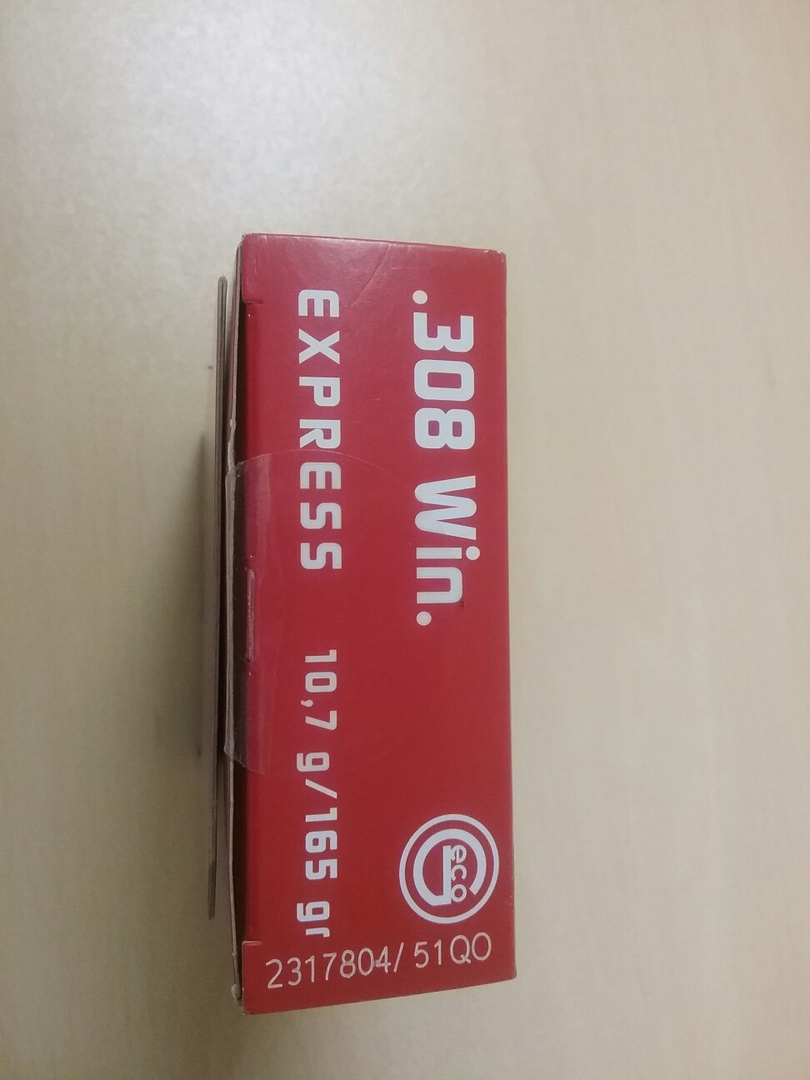 .308 Win.
Geco
EXPRESS 10,7 g/165 gr
2317804/ 51QO